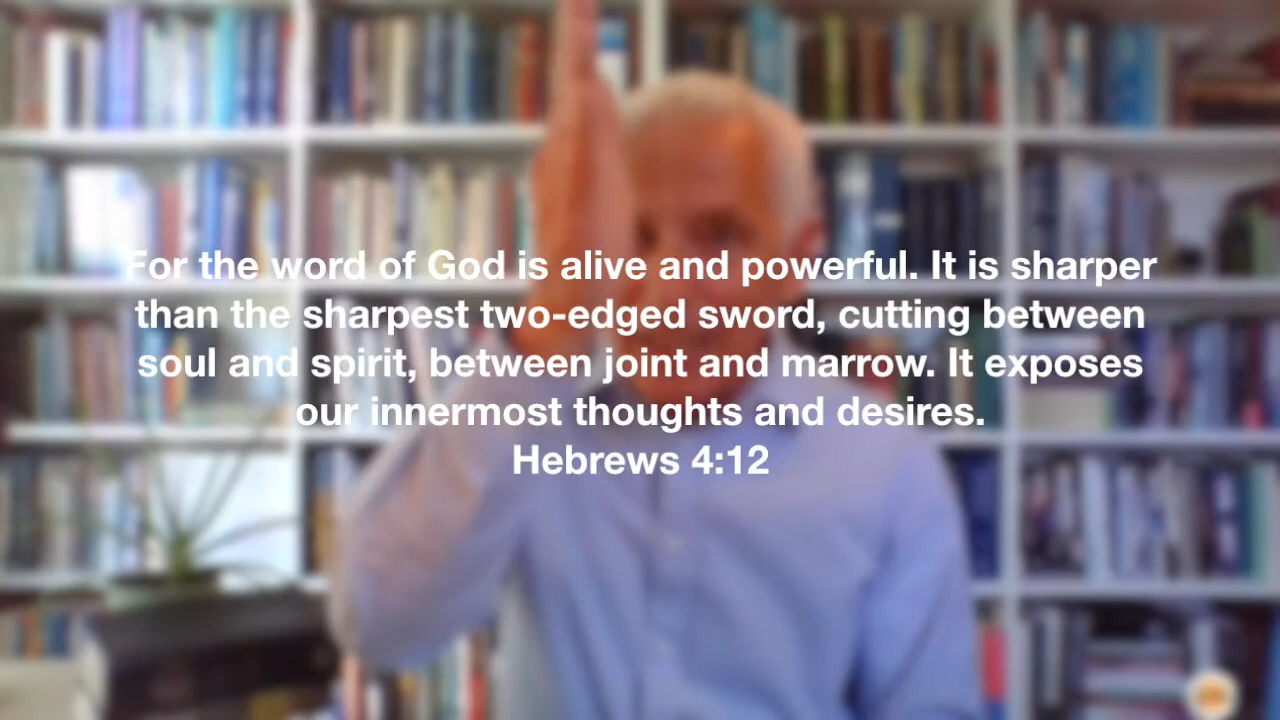 For the word of God is alive and powerful. It is sharper
than the sharpest two-edged sword, cutting between
soul and spirit, between joint and marrow. It exposes
our innermost thoughts and desires.
Hebrews 4:12